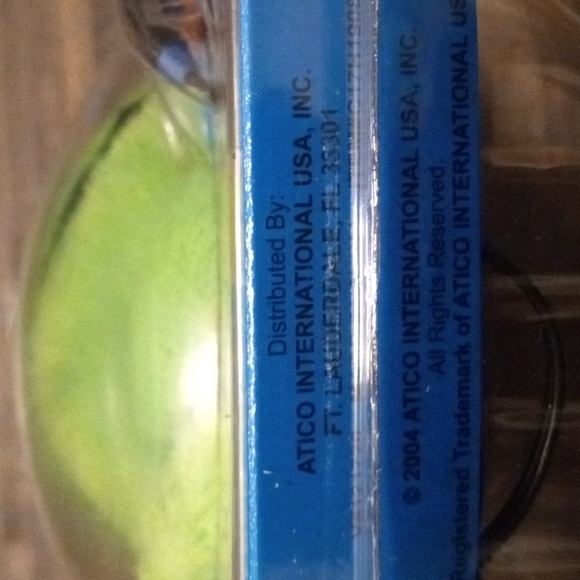 Distributed By:
ATICO INTERNATIONAL USA, INC.
FT. LAUDERDALE, FL 33301
© 2004 ATICO INTERNATIONAL USA, INC.
All Rights Reserved
Registered Trademark of ATICO INTERNATIONAL US